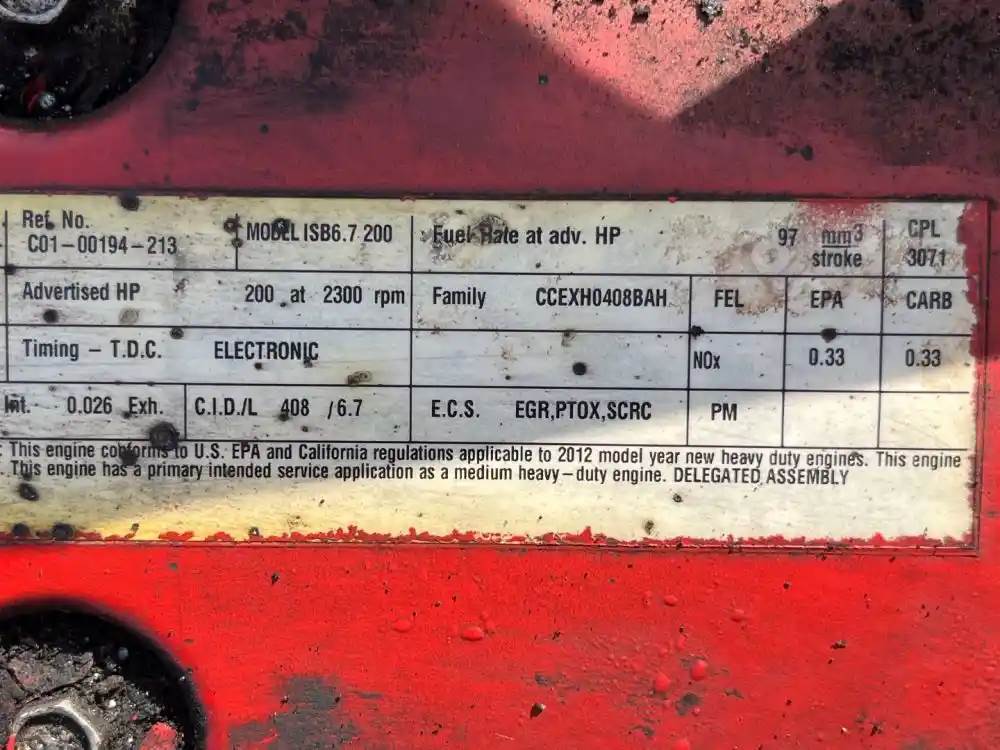 Ref. No. MODEL ISB6.7 200 Fuel Rate at adv. HP 97 mm3 CPL
C01-00194-213 stroke 3071
Advertised HP 200 at 2300 rpm Family CCEXH0408BAH FEL EPA CARB
Timing - T.D.C. ELECTRONIC NOx 0.33 0.33
Int. 0.026 Exh. C.I.D./L 408 /6.7 E.C.S. EGR,PTOX,SCRC PM
This engine conforms to U.S. EPA and California regulations applicable to 2012 model year new heavy duty engines. This engine
This engine has a primary intended service application as a medium heavy-duty engine. DELEGATED ASSEMBLY